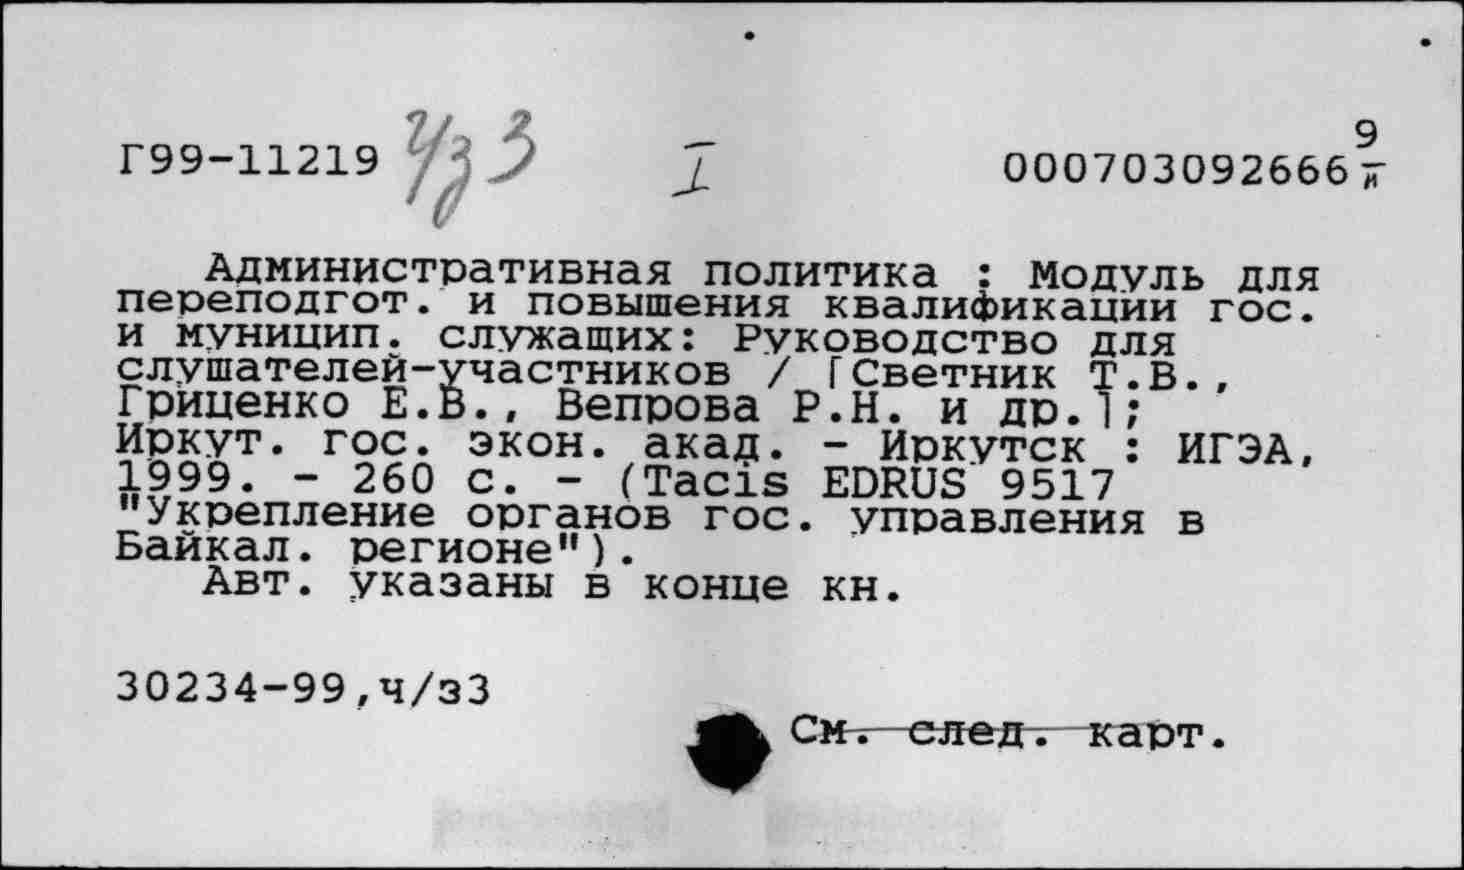 Г99-11219 Ч/з 3 I 000703092666 9/и
Административная политика : Модуль для
переподгот. и повышения квалификации гос.
и муницип. служащих: Руководство для
слушателей-участников / [Светник Т.В.,
Гриценко Е.В., Вепрова Р.Н. и др.];
Иркут. гос. экон. акад. - Иркутск : ИГЭА,
1999. - 260 с. - (Tacis EDRUS 9517
"Укрепление органов гос. управления в
Байкал. регионе").
Авт. указаны в конце кн.
30234-99,ч/з3
См. след. карт.